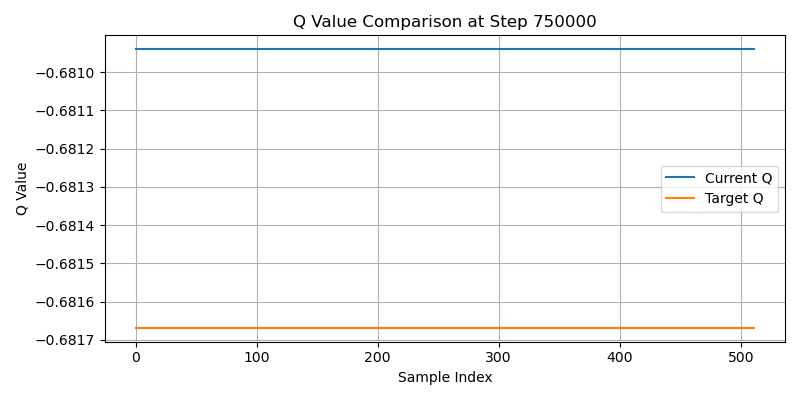 Q Value Comparison at Step 750000
Q Value
−0.6810
−0.6811
−0.6812
−0.6813
−0.6814
−0.6815
−0.6816
−0.6817
Current Q
Target Q
0 100 200 300 400 500
Sample Index